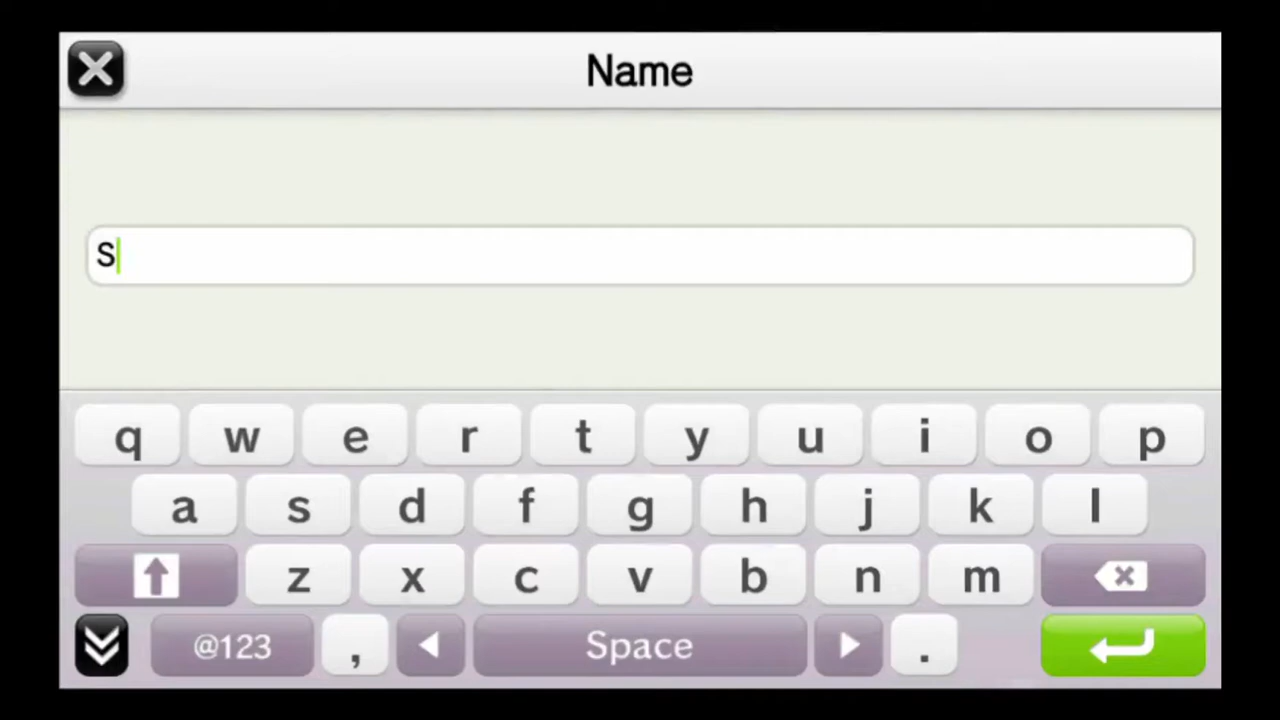 Name
S
q w e r t y u i o p
a s d f g h j k l
z x c v b n m
@123 , Space .